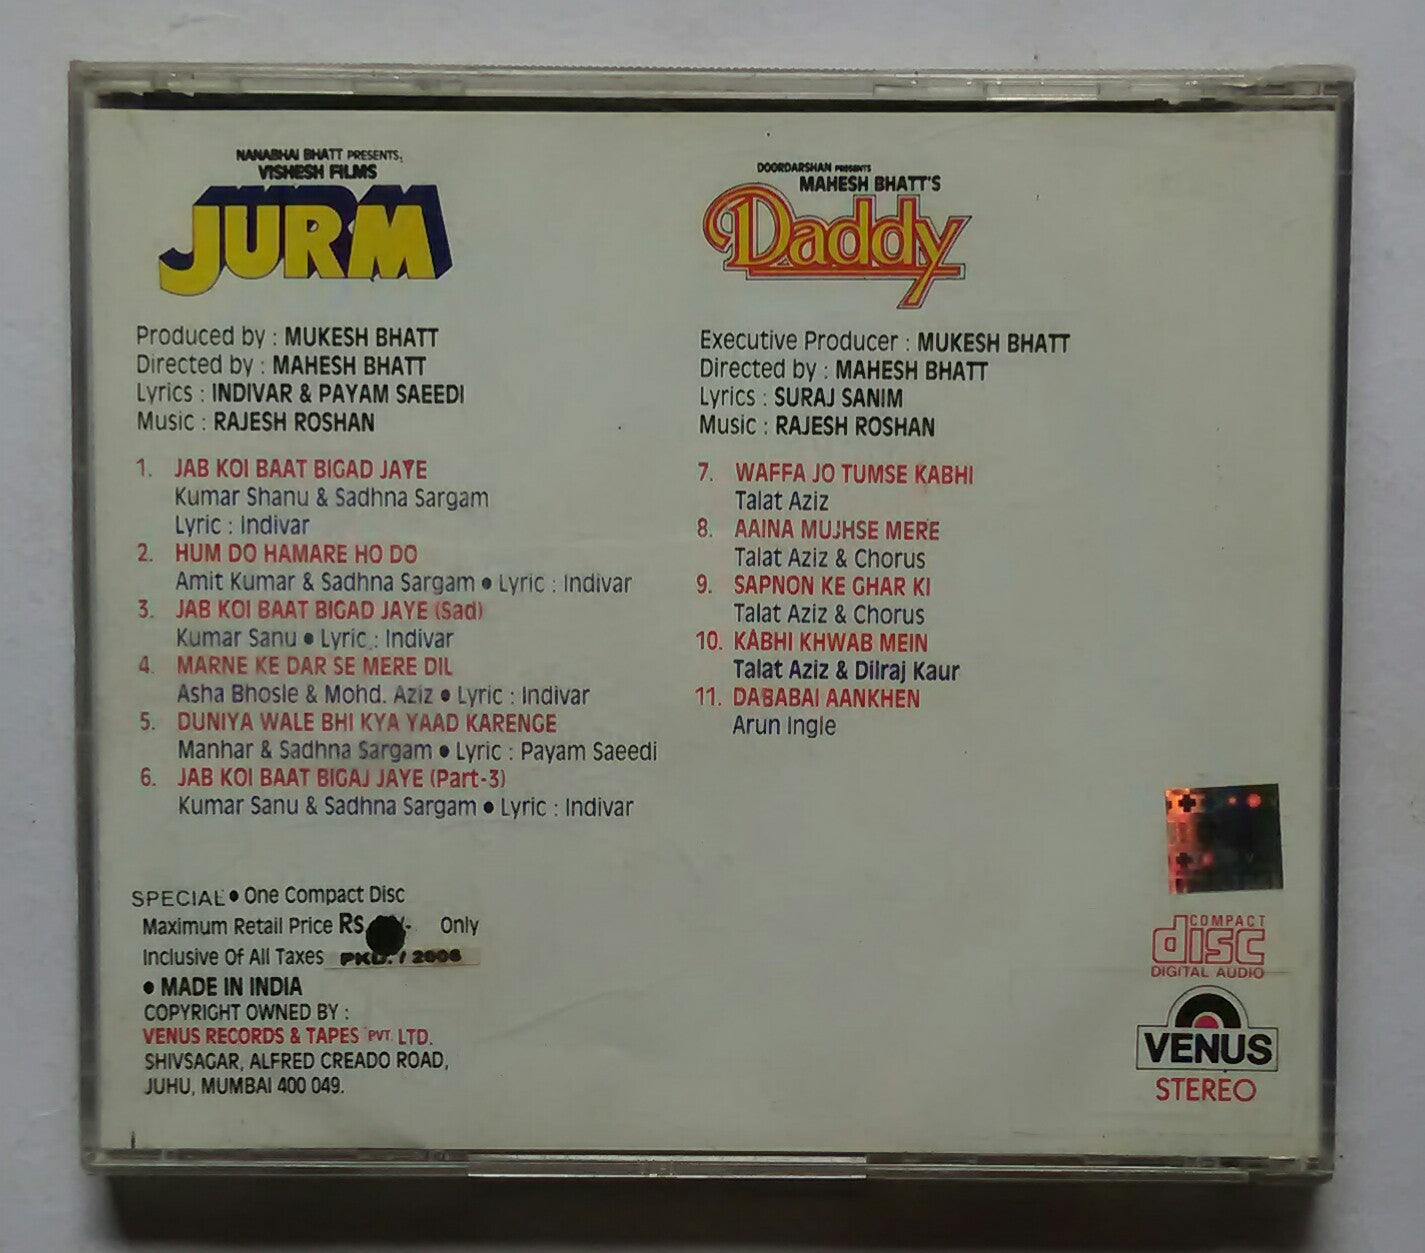 NANABHAI BHATT PRESENTS,
VISHESH FILMS
JURM
Produced by : MUKESH BHATT
Directed by : MAHESH BHATT
Lyrics : INDIVAR & PAYAM SAEEDI
Music : RAJESH ROSHAN
1. JAB KOI BAAT BIGAD JAYE
Kumar Shanu & Sadhna Sargam
Lyric : Indivar
2. HUM DO HAMARE HO DO
Amit Kumar & Sadhna Sargam ● Lyric : Indivar
3. JAB KOI BAAT BIGAD JAYE (Sad)
Kumar Sanu ● Lyric : Indivar
4. MARNE KE DAR SE MERE DIL
Asha Bhosle & Mohd. Aziz ● Lyric : Indivar
5. DUNIYA WALE BHI KYA YAAD KARENGE
Manhar & Sadhna Sargam ● Lyric : Payam Saeedi
6. JAB KOI BAAT BIGAJ JAYE (Part-3)
Kumar Sanu & Sadhna Sargam ● Lyric : Indivar
DOORDARSHAN PRESENTS
MAHESH BHATT'S
Daddy
Executive Producer : MUKESH BHATT
Directed by : MAHESH BHATT
Lyrics : SURAJ SANIM
Music : RAJESH ROSHAN
7. WAFFA JO TUMSE KABHI
Talat Aziz
8. AAINA MUJHSE MERE
Talat Aziz & Chorus
9. SAPNON KE GHAR KI
Talat Aziz & Chorus
10. KABHI KHWAB MEIN
Talat Aziz & Dilraj Kaur
11. DABABAI AANKHEN
Arun Ingle
SPECIAL ● One Compact Disc
Maximum Retail Price Rs. /- Only
Inclusive Of All Taxes PKD. / 2006
● MADE IN INDIA
COPYRIGHT OWNED BY :
VENUS RECORDS & TAPES PVT. LTD.
SHIVSAGAR, ALFRED CREADO ROAD,
JUHU, MUMBAI 400 049.
COMPACT
disc
DIGITAL AUDIO
VENUS
STEREO